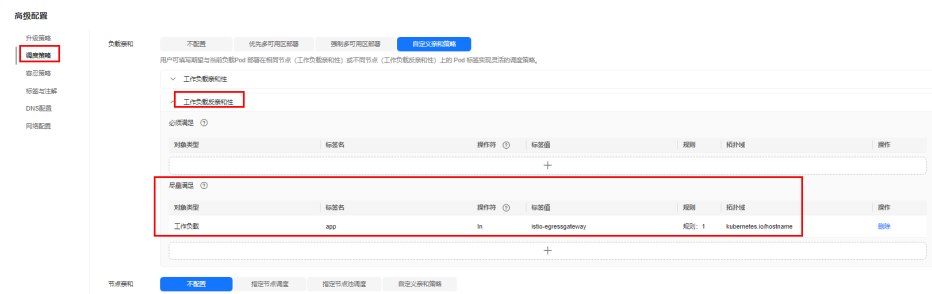 高级配置
升级策略
调度策略
容忍策略
标签与注解
DNS配置
网络配置
负载亲和
不配置
优先多可用区部署
强制多可用区部署
自定义亲和策略
用户可填写期望与当前负载Pod 部署在相同节点（工作负载亲和性）或不同节点（工作负载反亲和性）上的 Pod 标签实现灵活的调度策略。
工作负载亲和性
工作负载反亲和性
必须满足
对象类型 标签名 操作符 标签值 规则 拓扑域 操作
尽量满足
对象类型 标签名 操作符 标签值 规则 拓扑域 操作
工作负载 app In istio-egressgateway 规则：1 kubernetes.io/hostname 删除
节点亲和
不配置
指定节点调度
指定节点池调度
自定义亲和策略